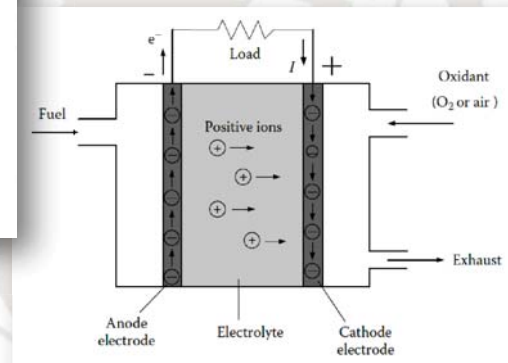 e⁻
Load
−
I
+
Oxidant
(O₂ or air )
Fuel
Positive ions
+
+
+
+
Exhaust
Anode
electrode
Electrolyte
Cathode
electrode